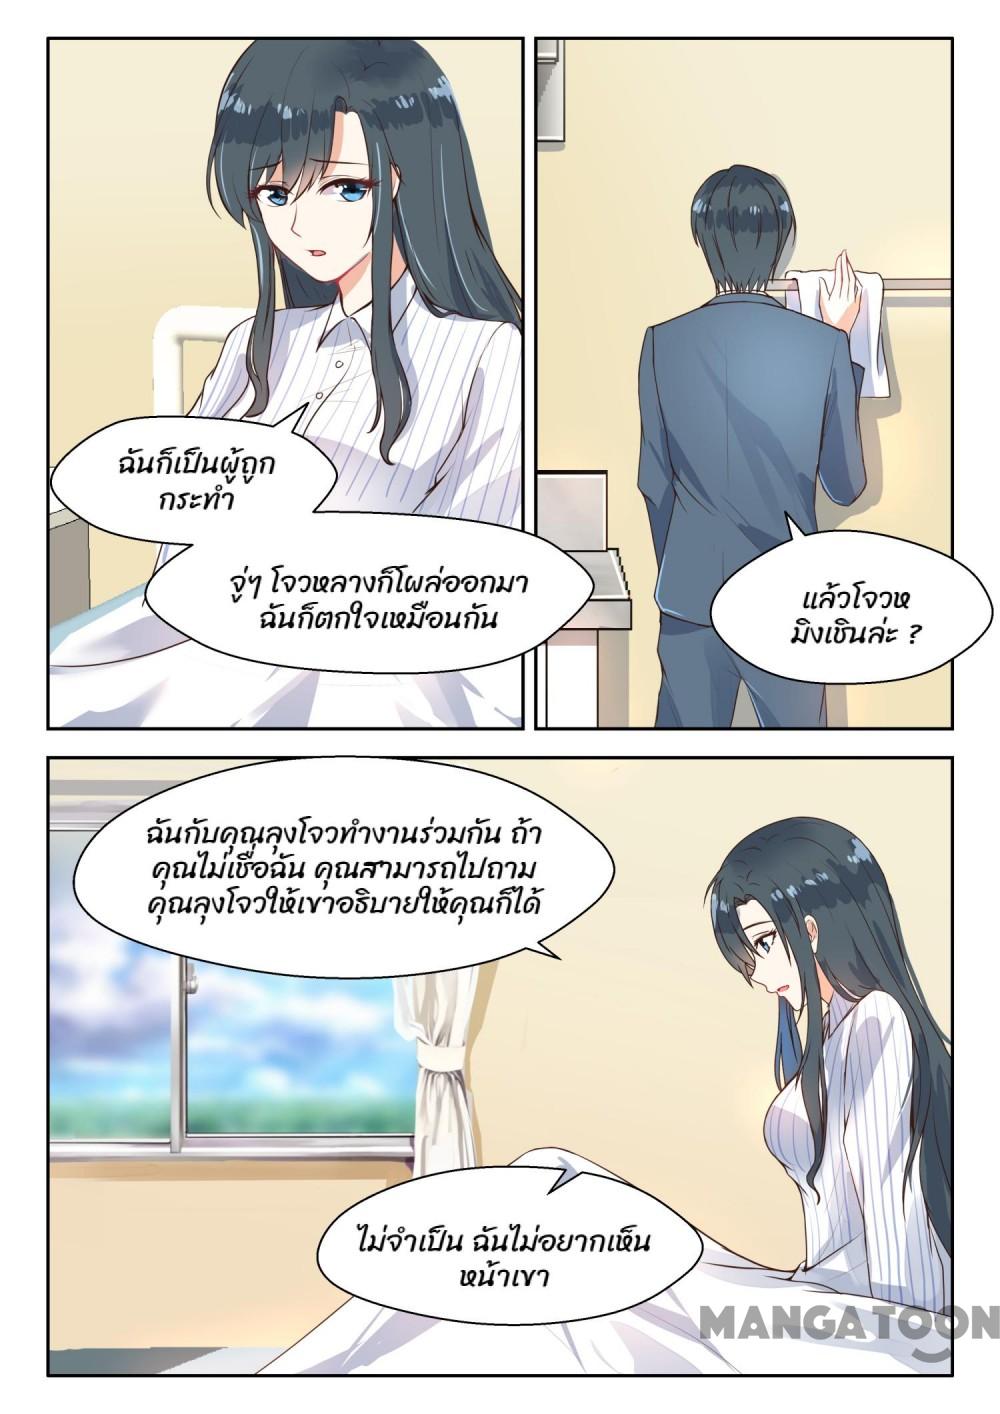 ฉันก็เป็นผู้ถูก
กระทำ
จู่ๆ โจวหลางก็โผล่ออกมา
ฉันก็ตกใจเหมือนกัน
แล้วโจวห
มิงเชินล่ะ ?
ฉันกับคุณลุงโจวทำงานร่วมกัน ถ้า
คุณไม่เชื่อฉัน คุณสามารถไปถาม
คุณลุงโจวให้เขาอธิบายให้คุณก็ได้
ไม่จำเป็น ฉันไม่อยากเห็น
หน้าเขา
MANGATOON